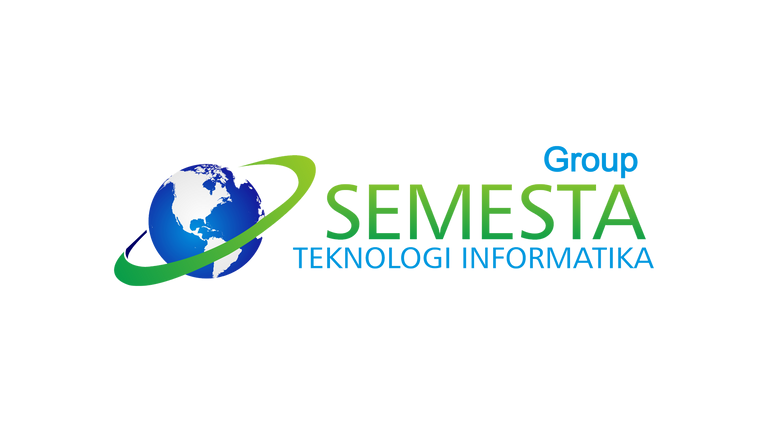 Group
SEMESTA
TEKNOLOGI INFORMATIKA